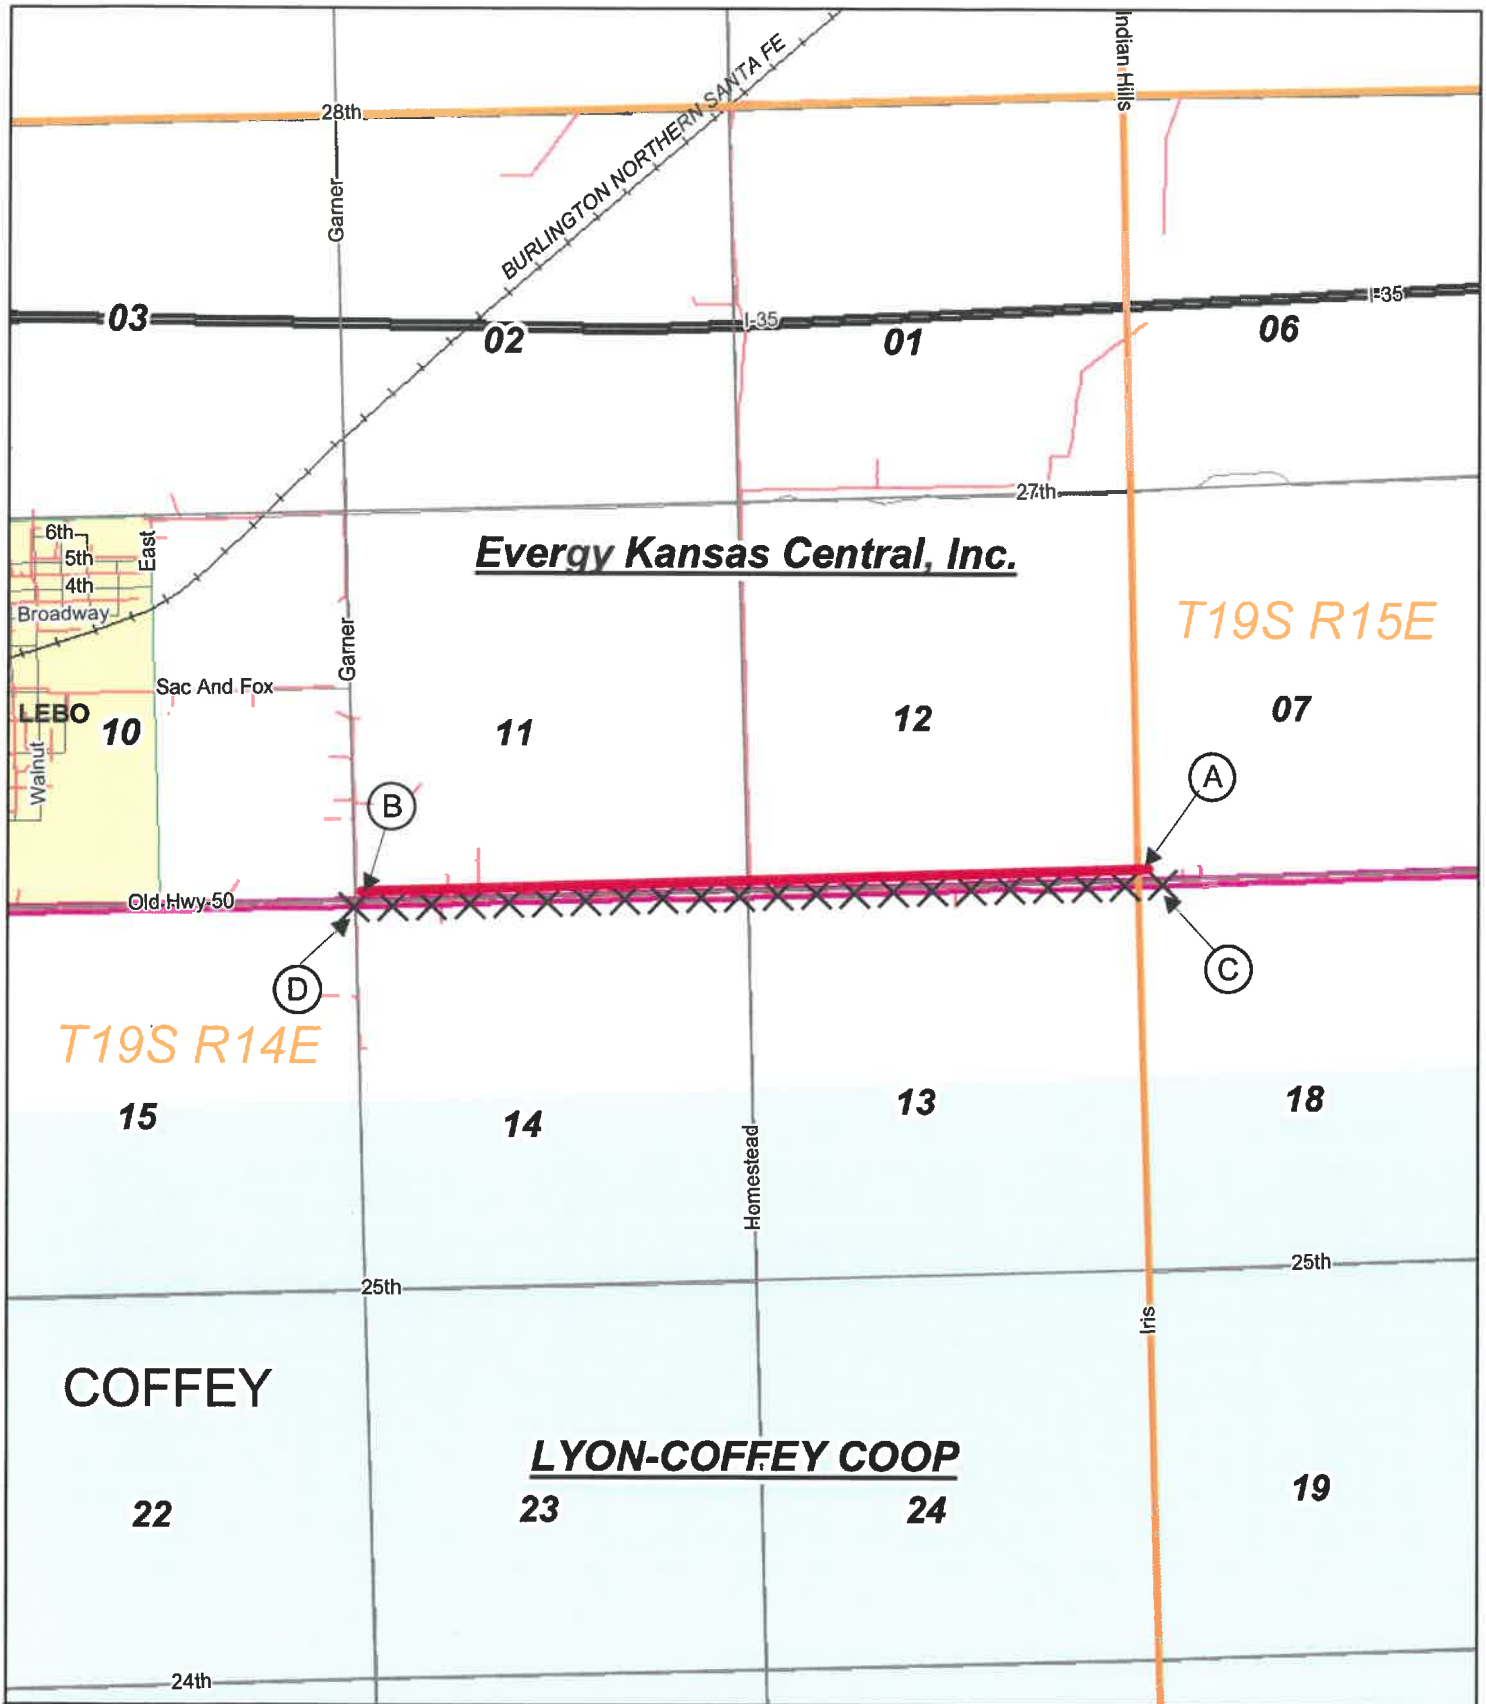 Indian Hills
28th
BURLINGTON NORTHERN SANTA FE
Garner
03
I-35
I-35
02
01
06
27th
6th
5th
4th
East
Broadway
Evergy Kansas Central, Inc.
T19S R15E
Garner
Sac And Fox
LEBO
10
11
12
07
Walnut
A
B
Old Hwy 50
D
C
T19S R14E
15
14
13
18
Homestead
25th
25th
Iris
COFFEY
LYON-COFFEY COOP
22
23
24
19
24th